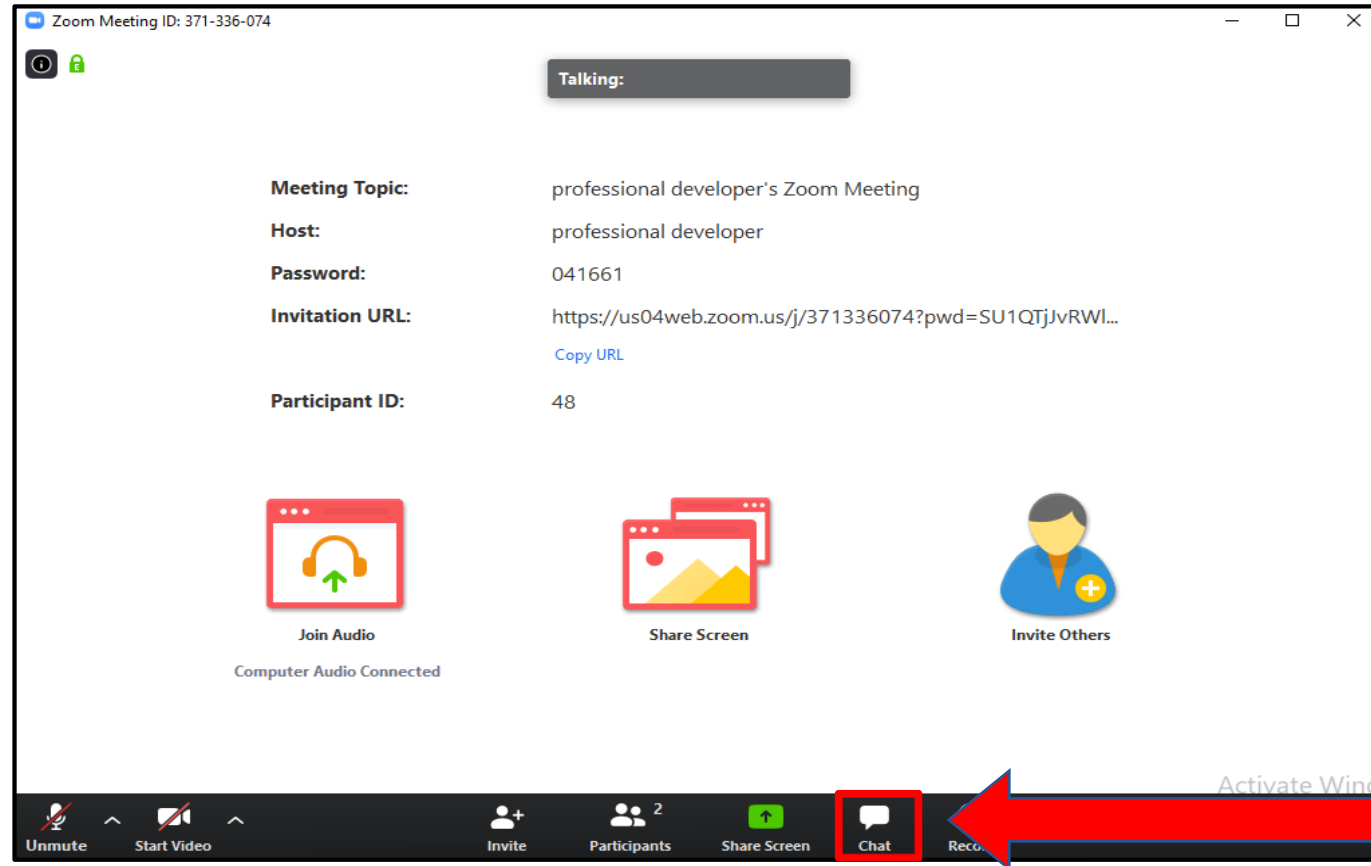 Zoom Meeting ID: 371-336-074
Talking:
Meeting Topic: professional developer's Zoom Meeting
Host: professional developer
Password: 041661
Invitation URL: https://us04web.zoom.us/j/371336074?pwd=SU1QTjJvRWl...
Copy URL
Participant ID: 48
Join Audio Share Screen Invite Others
Computer Audio Connected
Activate
2
Unmute Start Video Invite Participants Share Screen Chat